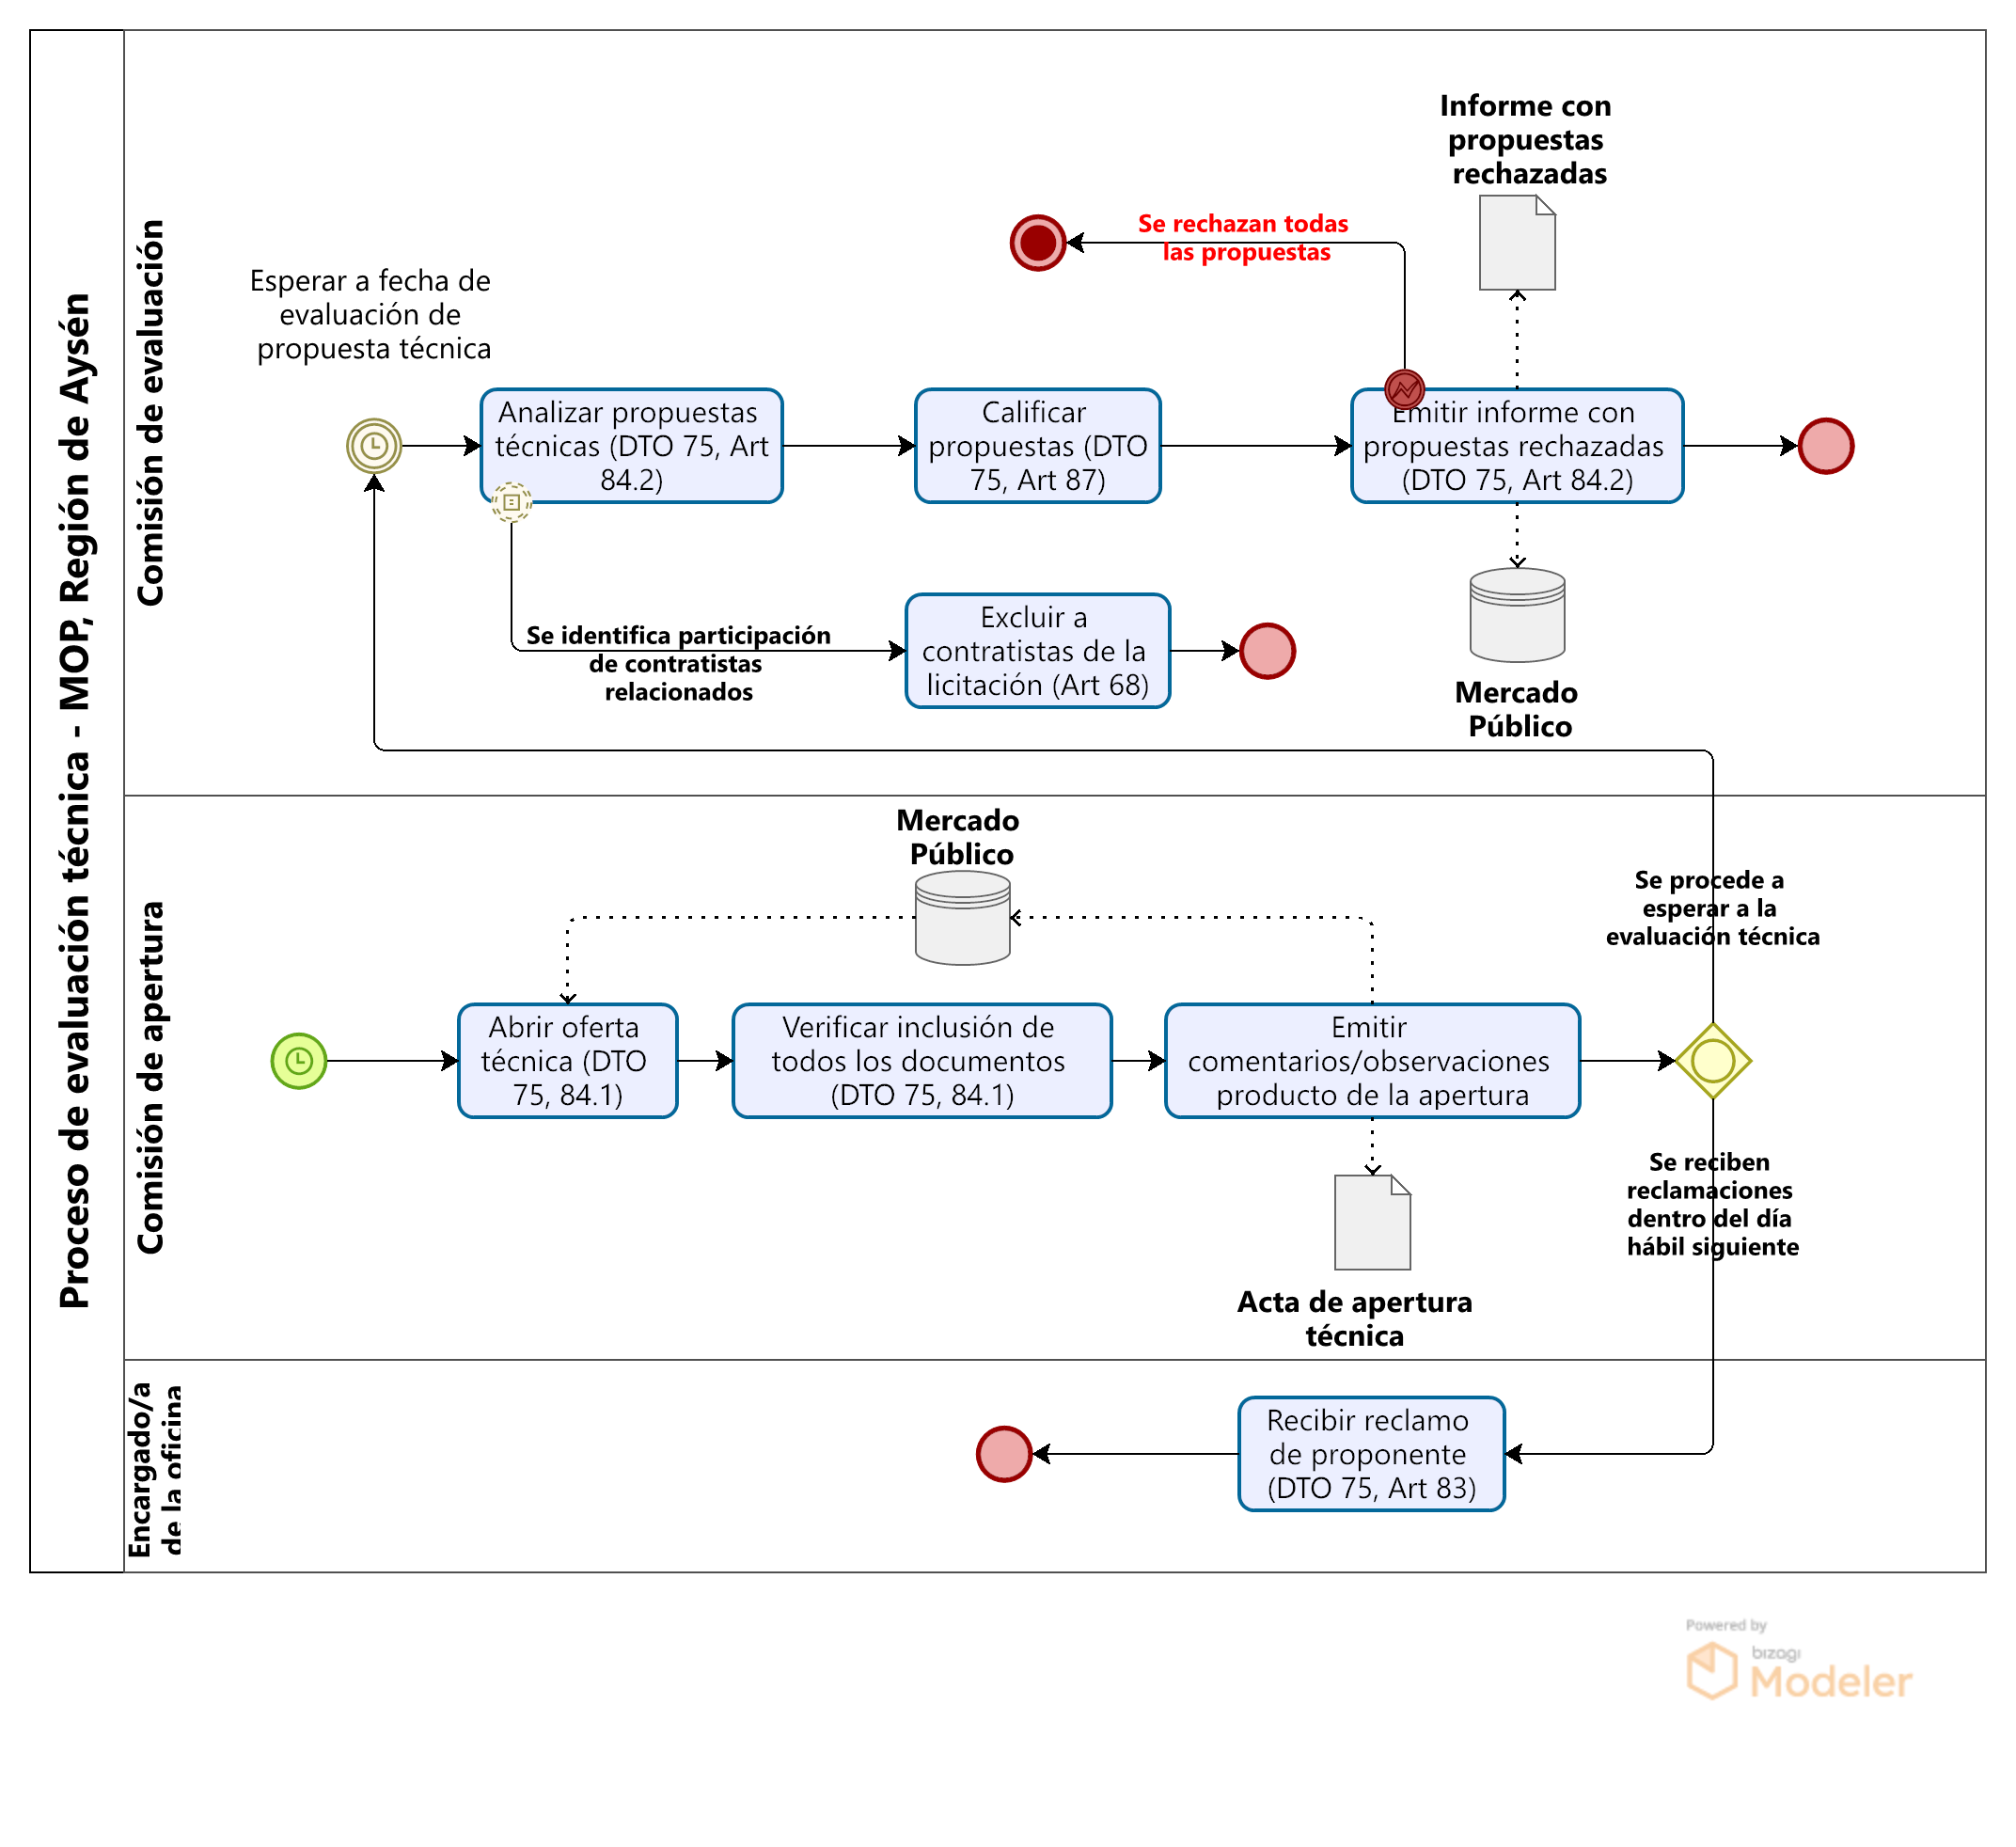 Proceso de evaluación técnica - MOP, Región de Aysén
Comisión de evaluación
Informe con
propuestas
rechazadas
Se rechazan todas
las propuestas
Esperar a fecha de
evaluación de
propuesta técnica
Analizar propuestas
técnicas (DTO 75, Art
84.2)
Calificar
propuestas (DTO
75, Art 87)
Emitir informe con
propuestas rechazadas
(DTO 75, Art 84.2)
Se identifica participación
de contratistas
relacionados
Excluir a
contratistas de la
licitación (Art 68)
Mercado
Público
Comisión de apertura
Mercado
Público
Se procede a
esperar a la
evaluación técnica
Abrir oferta
técnica (DTO
75, 84.1)
Verificar inclusión de
todos los documentos
(DTO 75, 84.1)
Emitir
comentarios/observaciones
producto de la apertura
Se reciben
reclamaciones
dentro del día
hábil siguiente
Acta de apertura
técnica
Encargado/a
de la oficina
Recibir reclamo
de proponente
(DTO 75, Art 83)
Powered by
bizagi
Modeler